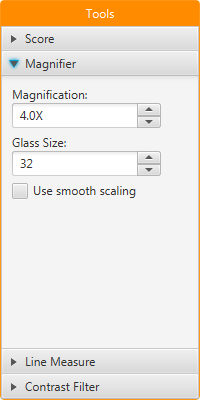 Tools
Score
Magnifier
Magnification:
4.0X
Glass Size:
32
Use smooth scaling
Line Measure
Contrast Filter